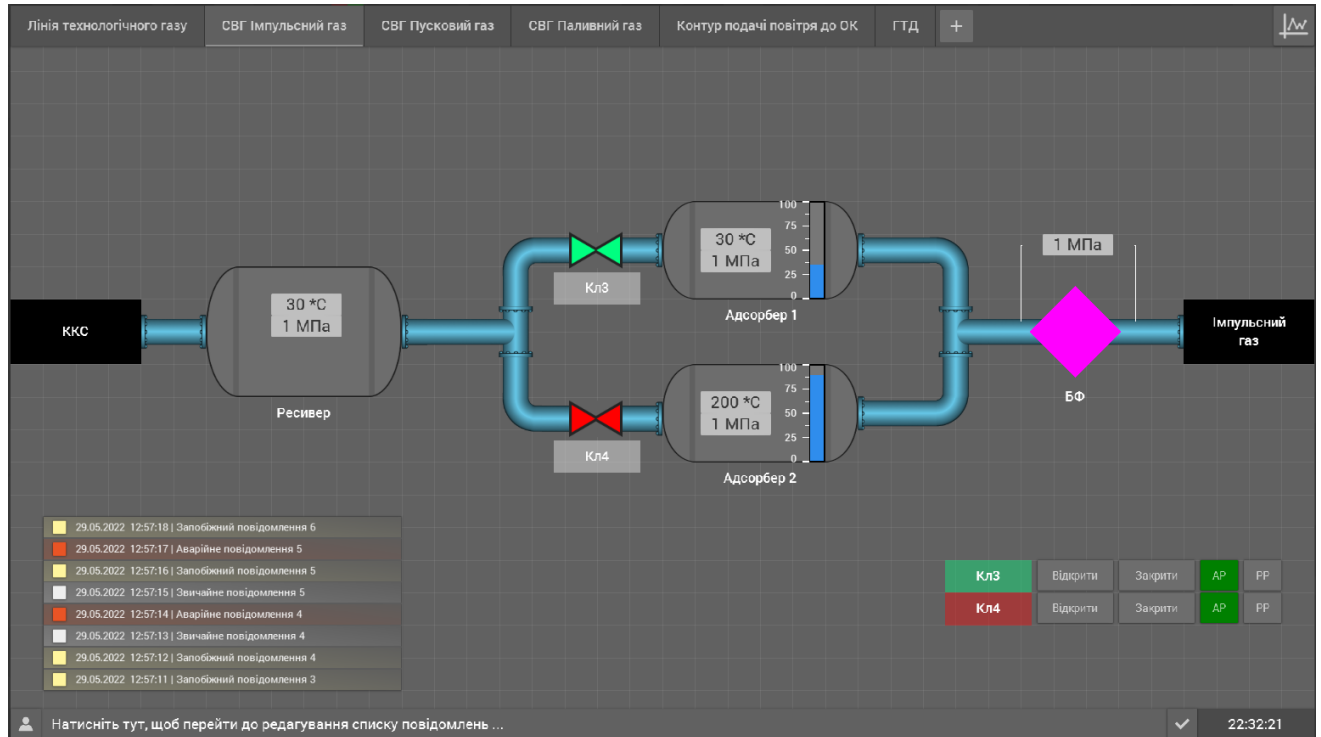 Лінія технологічного газу
СВГ Імпульсний газ
СВГ Пусковий газ
СВГ Паливний газ
Контур подачі повітря до ОК
ГТД
+
ККС
30 *C
1 МПа
Ресивер
Кл3
30 *C
1 МПа
100
75
50
25
0
Адсорбер 1
Кл4
200 *C
1 МПа
100
75
50
25
0
Адсорбер 2
1 МПа
БФ
Імпульсний
газ
29.05.2022 12:57:18 | Запобіжний повідомлення 6
29.05.2022 12:57:17 | Аварійне повідомлення 5
29.05.2022 12:57:16 | Запобіжний повідомлення 5
29.05.2022 12:57:15 | Звичайне повідомлення 5
29.05.2022 12:57:14 | Аварійне повідомлення 4
29.05.2022 12:57:13 | Звичайне повідомлення 4
29.05.2022 12:57:12 | Запобіжний повідомлення 4
29.05.2022 12:57:11 | Запобіжний повідомлення 3
Кл3 Відкрити Закрити АР РР
Кл4 Відкрити Закрити АР РР
Натисніть тут, щоб перейти до редагування списку повідомлень ...
22:32:21